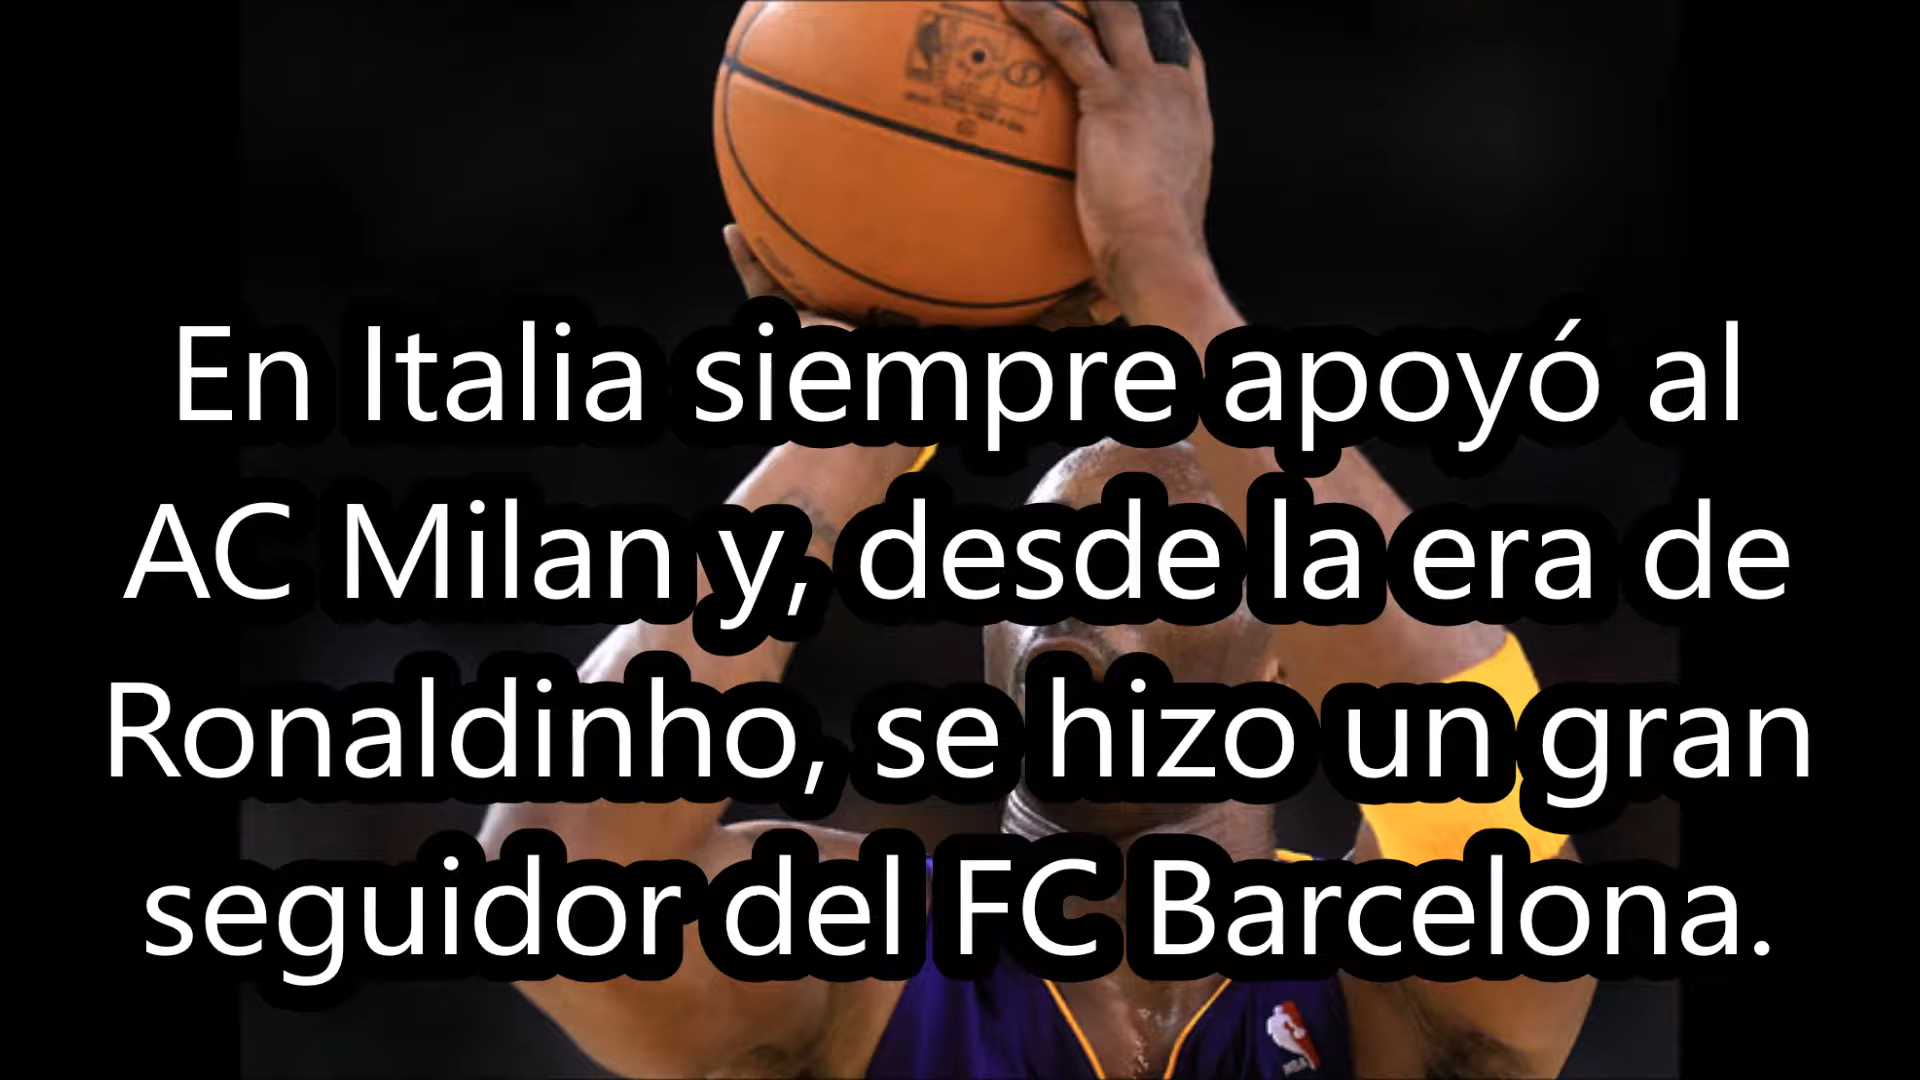 En Italia siempre apoyó al
AC Milan y, desde la era de
Ronaldinho, se hizo un gran
seguidor del FC Barcelona.